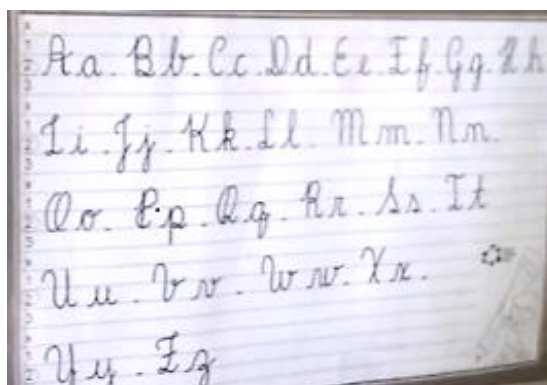 Aa. Bb. Cc. Dd. Ee. Ff. Gg. Hh
Ii. Jj. Kk. Ll. Mm. Nn.
Oo. Pp. Qq. Rr. Ss. Tt
Uu. Vv. Ww. Xx.
Yy. Zz